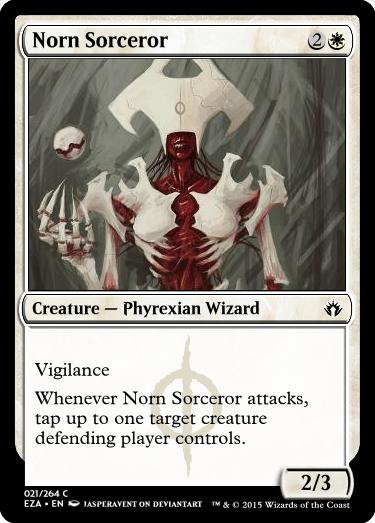 Norn Sorceror 2
Creature — Phyrexian Wizard
Vigilance
Whenever Norn Sorceror attacks,
tap up to one target creature
defending player controls.
2/3
021/264 C
EZA • EN JASPERAVENT ON DEVIANTART ™ & © 2015 Wizards of the Coast